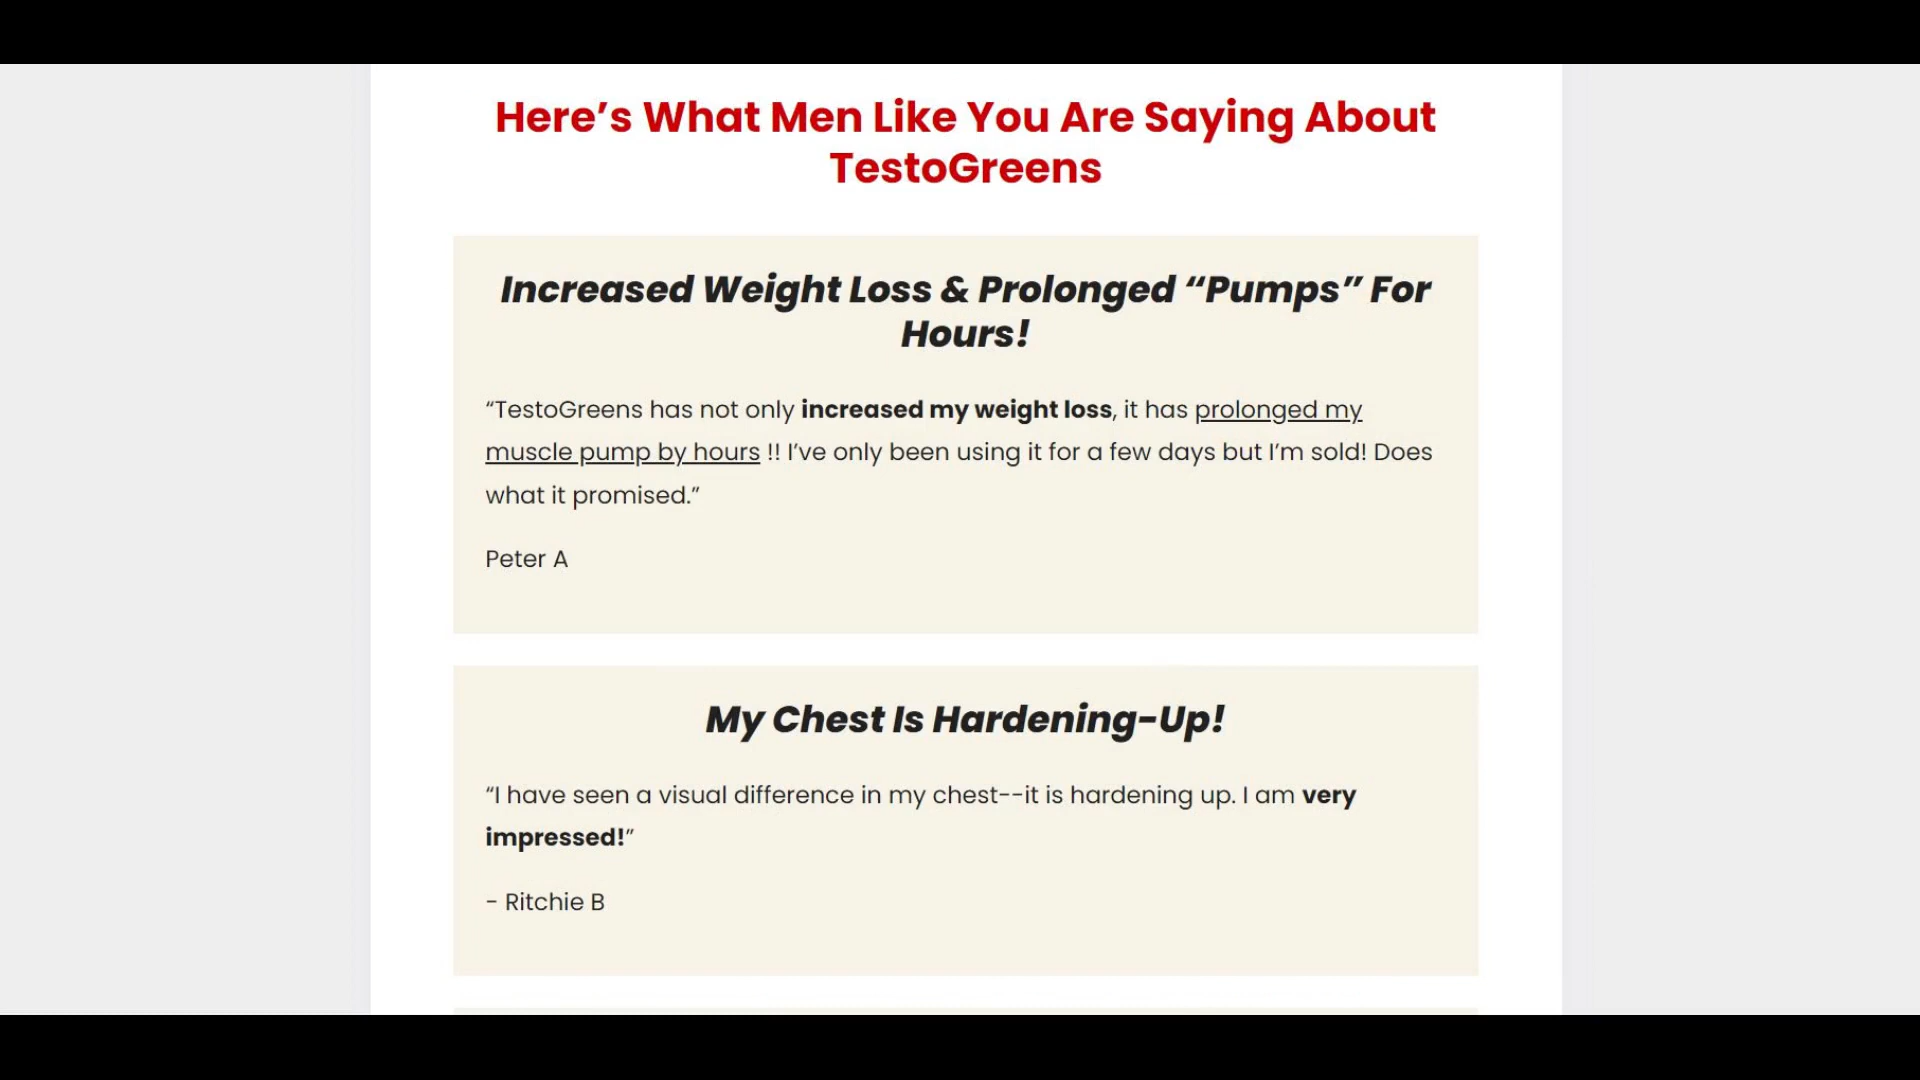 Here’s What Men Like You Are Saying About
TestoGreens
Increased Weight Loss & Prolonged “Pumps” For
Hours!
“TestoGreens has not only increased my weight loss, it has prolonged my
muscle pump by hours !! I’ve only been using it for a few days but I’m sold! Does
what it promised.”
Peter A
My Chest Is Hardening-Up!
“I have seen a visual difference in my chest--it is hardening up. I am very
impressed!”
- Ritchie B